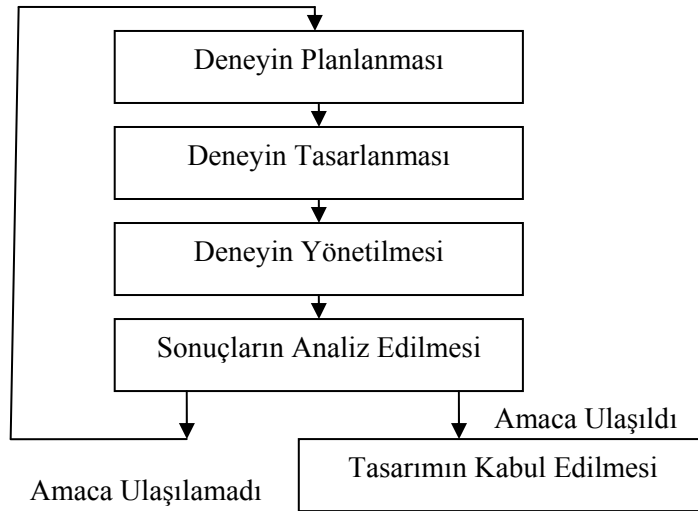 Deneyin Planlanması
Deneyin Tasarlanması
Deneyin Yönetilmesi
Sonuçların Analiz Edilmesi
Amaca Ulaşıldı
Tasarımın Kabul Edilmesi
Amaca Ulaşılamadı